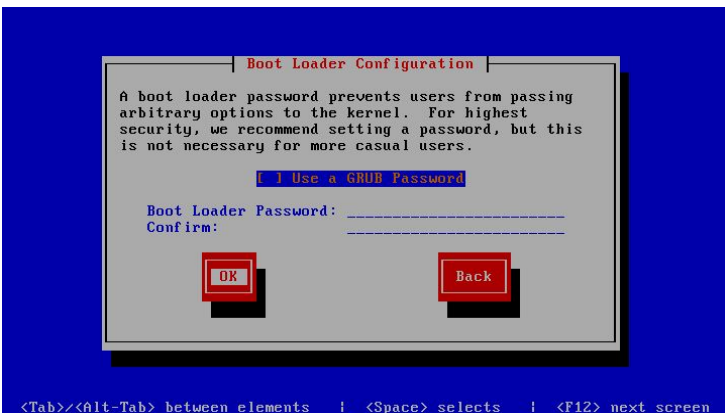 Boot Loader Configuration
A boot loader password prevents users from passing
arbitrary options to the kernel.  For highest
security, we recommend setting a password, but this
is not necessary for more casual users.
[ ] Use a GRUB Password
Boot Loader Password: ________________________
Confirm: ________________________
OK Back
<Tab>/<Alt-Tab> between elements | <Space> selects | <F12> next screen